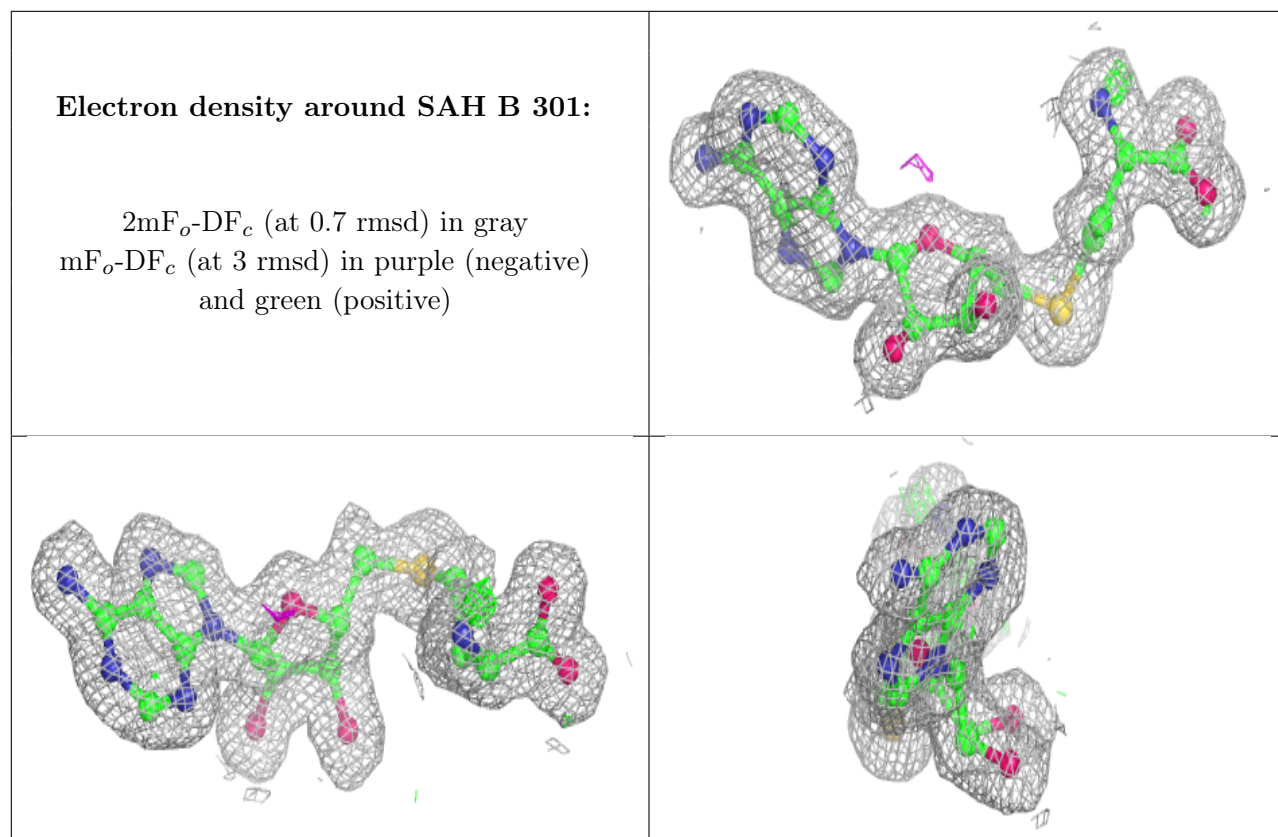 Electron density around SAH B 301:
2mFo-DFc (at 0.7 rmsd) in gray
mFo-DFc (at 3 rmsd) in purple (negative)
and green (positive)